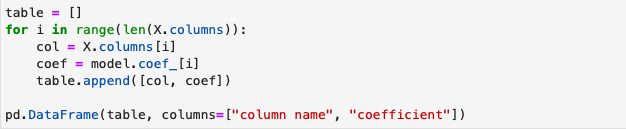 table = []
for i in range(len(X.columns)):
    col = X.columns[i]
    coef = model.coef_[i]
    table.append([col, coef])

pd.DataFrame(table, columns=["column name", "coefficient"])